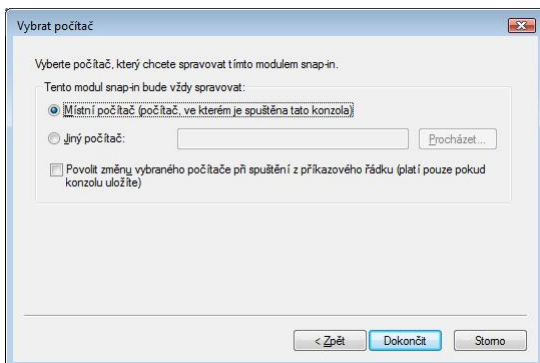 Vybrat počítač
Vyberte počítač, který chcete spravovat tímto modulem snap-in.
Tento modul snap-in bude vždy spravovat:
Místní počítač (počítač, ve kterém je spuštěna tato konzola)
Jiný počítač:
Procházet...
Povolit změnu vybraného počítače při spuštění z příkazového řádku (platí pouze pokud
konzolu uložíte)
< Zpět
Dokončit
Storno